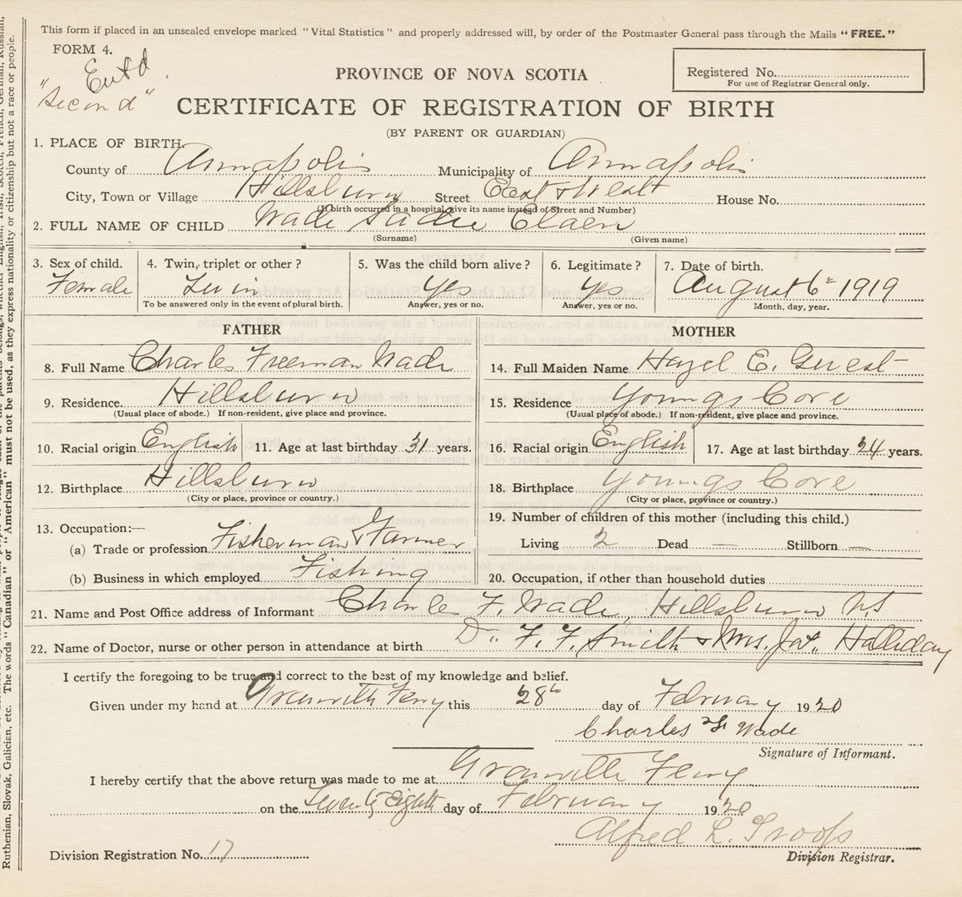 This form if placed in an unsealed envelope marked "Vital Statistics" and properly addressed will, by order of the Postmaster General pass through the Mails "FREE."
FORM 4.
Ent'd
"Second"
PROVINCE OF NOVA SCOTIA
Registered No.
For use of Registrar General only.
CERTIFICATE OF REGISTRATION OF BIRTH
(BY PARENT OR GUARDIAN)
1. PLACE OF BIRTH
County of Annapolis Municipality of Annapolis
City, Town or Village Hillsburn Street East & West House No.
(If birth occurred in a hospital, give its name instead of Street and Number)
2. FULL NAME OF CHILD Wade Sadie
(Surname) (Given name)
3. Sex of child. 4. Twin, triplet or other? 5. Was the child born alive? 6. Legitimate? 7. Date of birth.
Female Twin Yes Yes August 6 1919
To be answered only in the event of plural birth. Answer, yes or no. Answer, yes or no. Month, day, year.
FATHER
8. Full Name Charles Freeman Wade
9. Residence Hillsburn
(Usual place of abode.) If non-resident, give place and province.
10. Racial origin English 11. Age at last birthday 31 years.
12. Birthplace Hillsburn
(City or place, province or country.)
13. Occupation:—
(a) Trade or profession Fisherman & Farmer
(b) Business in which employed Fishing
MOTHER
14. Full Maiden Name Hazel E. Guest
15. Residence Youngs Cove
(Usual place of abode.) If non-resident, give place and province.
16. Racial origin English 17. Age at last birthday 24 years.
18. Birthplace Youngs Cove
(City or place, province or country.)
19. Number of children of this mother (including this child.)
Living 2 Dead — Stillborn —
20. Occupation, if other than household duties
21. Name and Post Office address of Informant Charles F. Wade, Hillsburn N.S
22. Name of Doctor, nurse or other person in attendance at birth Dr. F. F. Smith & Mrs. Halliday
I certify the foregoing to be true and correct to the best of my knowledge and belief.
Given under my hand at Granville Ferry this 28 day of February 1920
Charles F. Wade
Signature of Informant.
I hereby certify that the above return was made to me at Granville Ferry
on the Twenty Eighth day of February 1920
Alfred L. Troop
Division Registrar.
Division Registration No. 17
Ruthenian, Slovak, Galician, etc. The words "Canadian" or "American" must not be used, as they express nationality or citizenship but not a race or people.